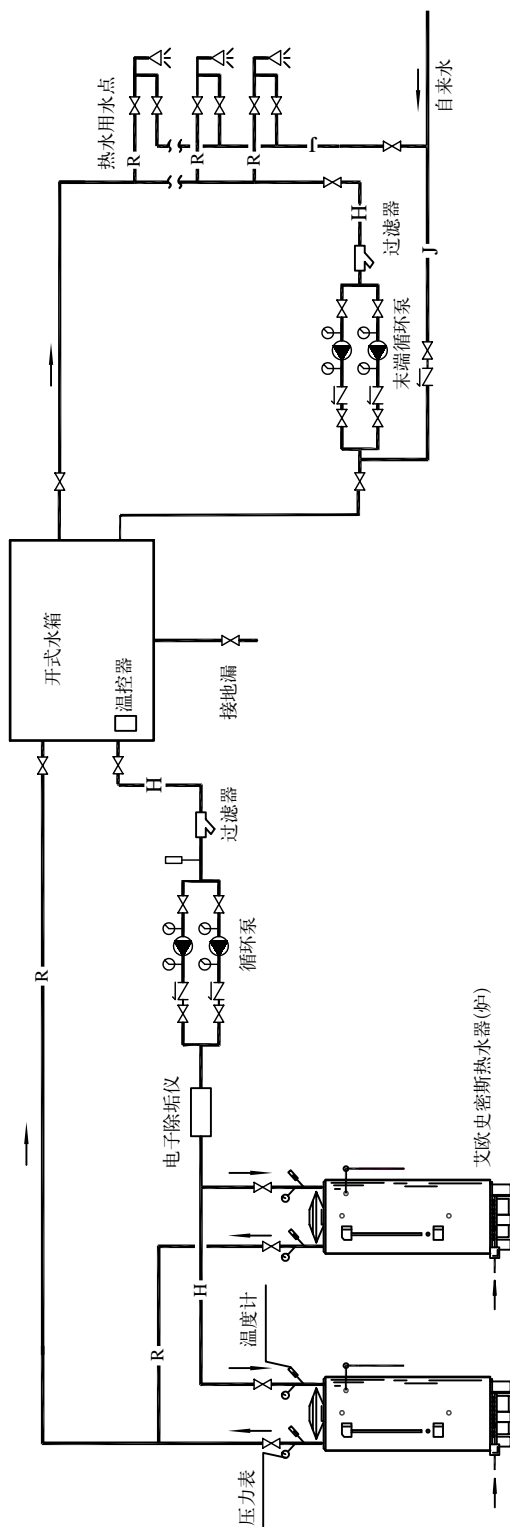 热水用水点
自来水
R
R
R
J
H
过滤器
J
末端循环泵
开式水箱
温控器
接地漏
H
过滤器
R
循环泵
电子除垢仪
艾欧史密斯热水器(炉)
H
R
温度计
压力表